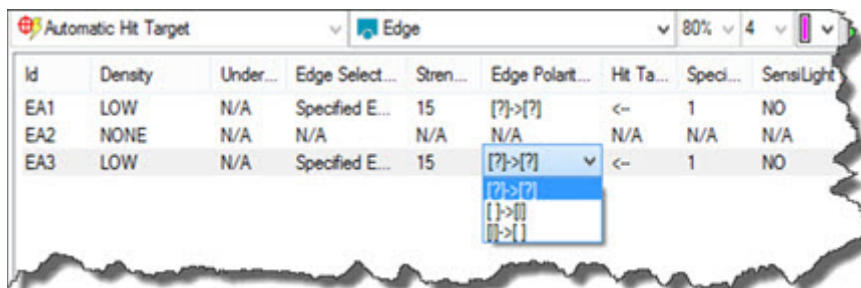 Automatic Hit Target Edge 80% 4
Id Density Under... Edge Select... Stren... Edge Polarit... Hit Ta... Speci... SensiLight
EA1 LOW N/A Specified E... 15 [?]->[?] <-- 1 NO
EA2 NONE N/A N/A N/A N/A N/A N/A N/A
EA3 LOW N/A Specified E... 15 [?]->[?] <-- 1 NO
[?]->[?]
[ ]->[|]
[|]->[ ]